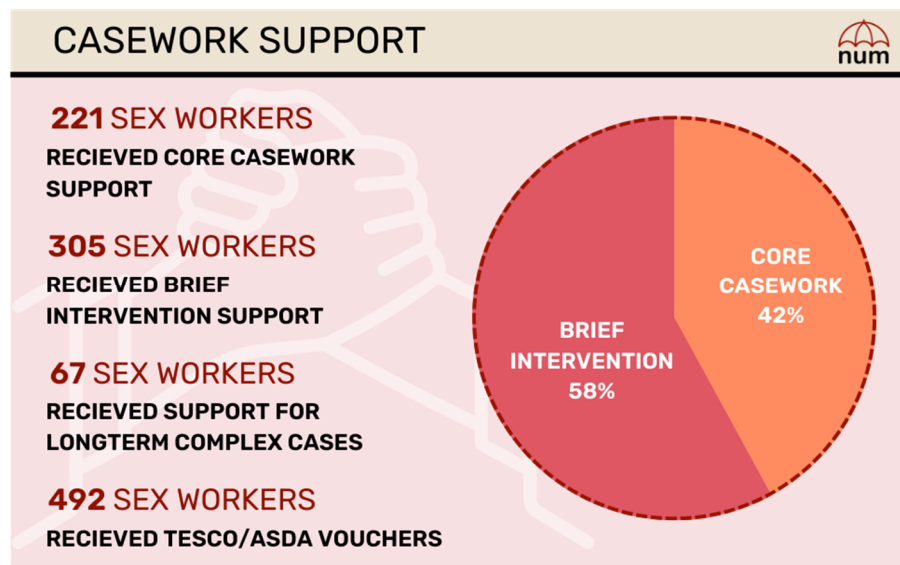 CASEWORK SUPPORT
num
221 SEX WORKERS
RECIEVED CORE CASEWORK
SUPPORT
305 SEX WORKERS
RECIEVED BRIEF
INTERVENTION SUPPORT
67 SEX WORKERS
RECIEVED SUPPORT FOR
LONGTERM COMPLEX CASES
492 SEX WORKERS
RECIEVED TESCO/ASDA VOUCHERS
CORE
CASEWORK
42%
BRIEF
INTERVENTION
58%